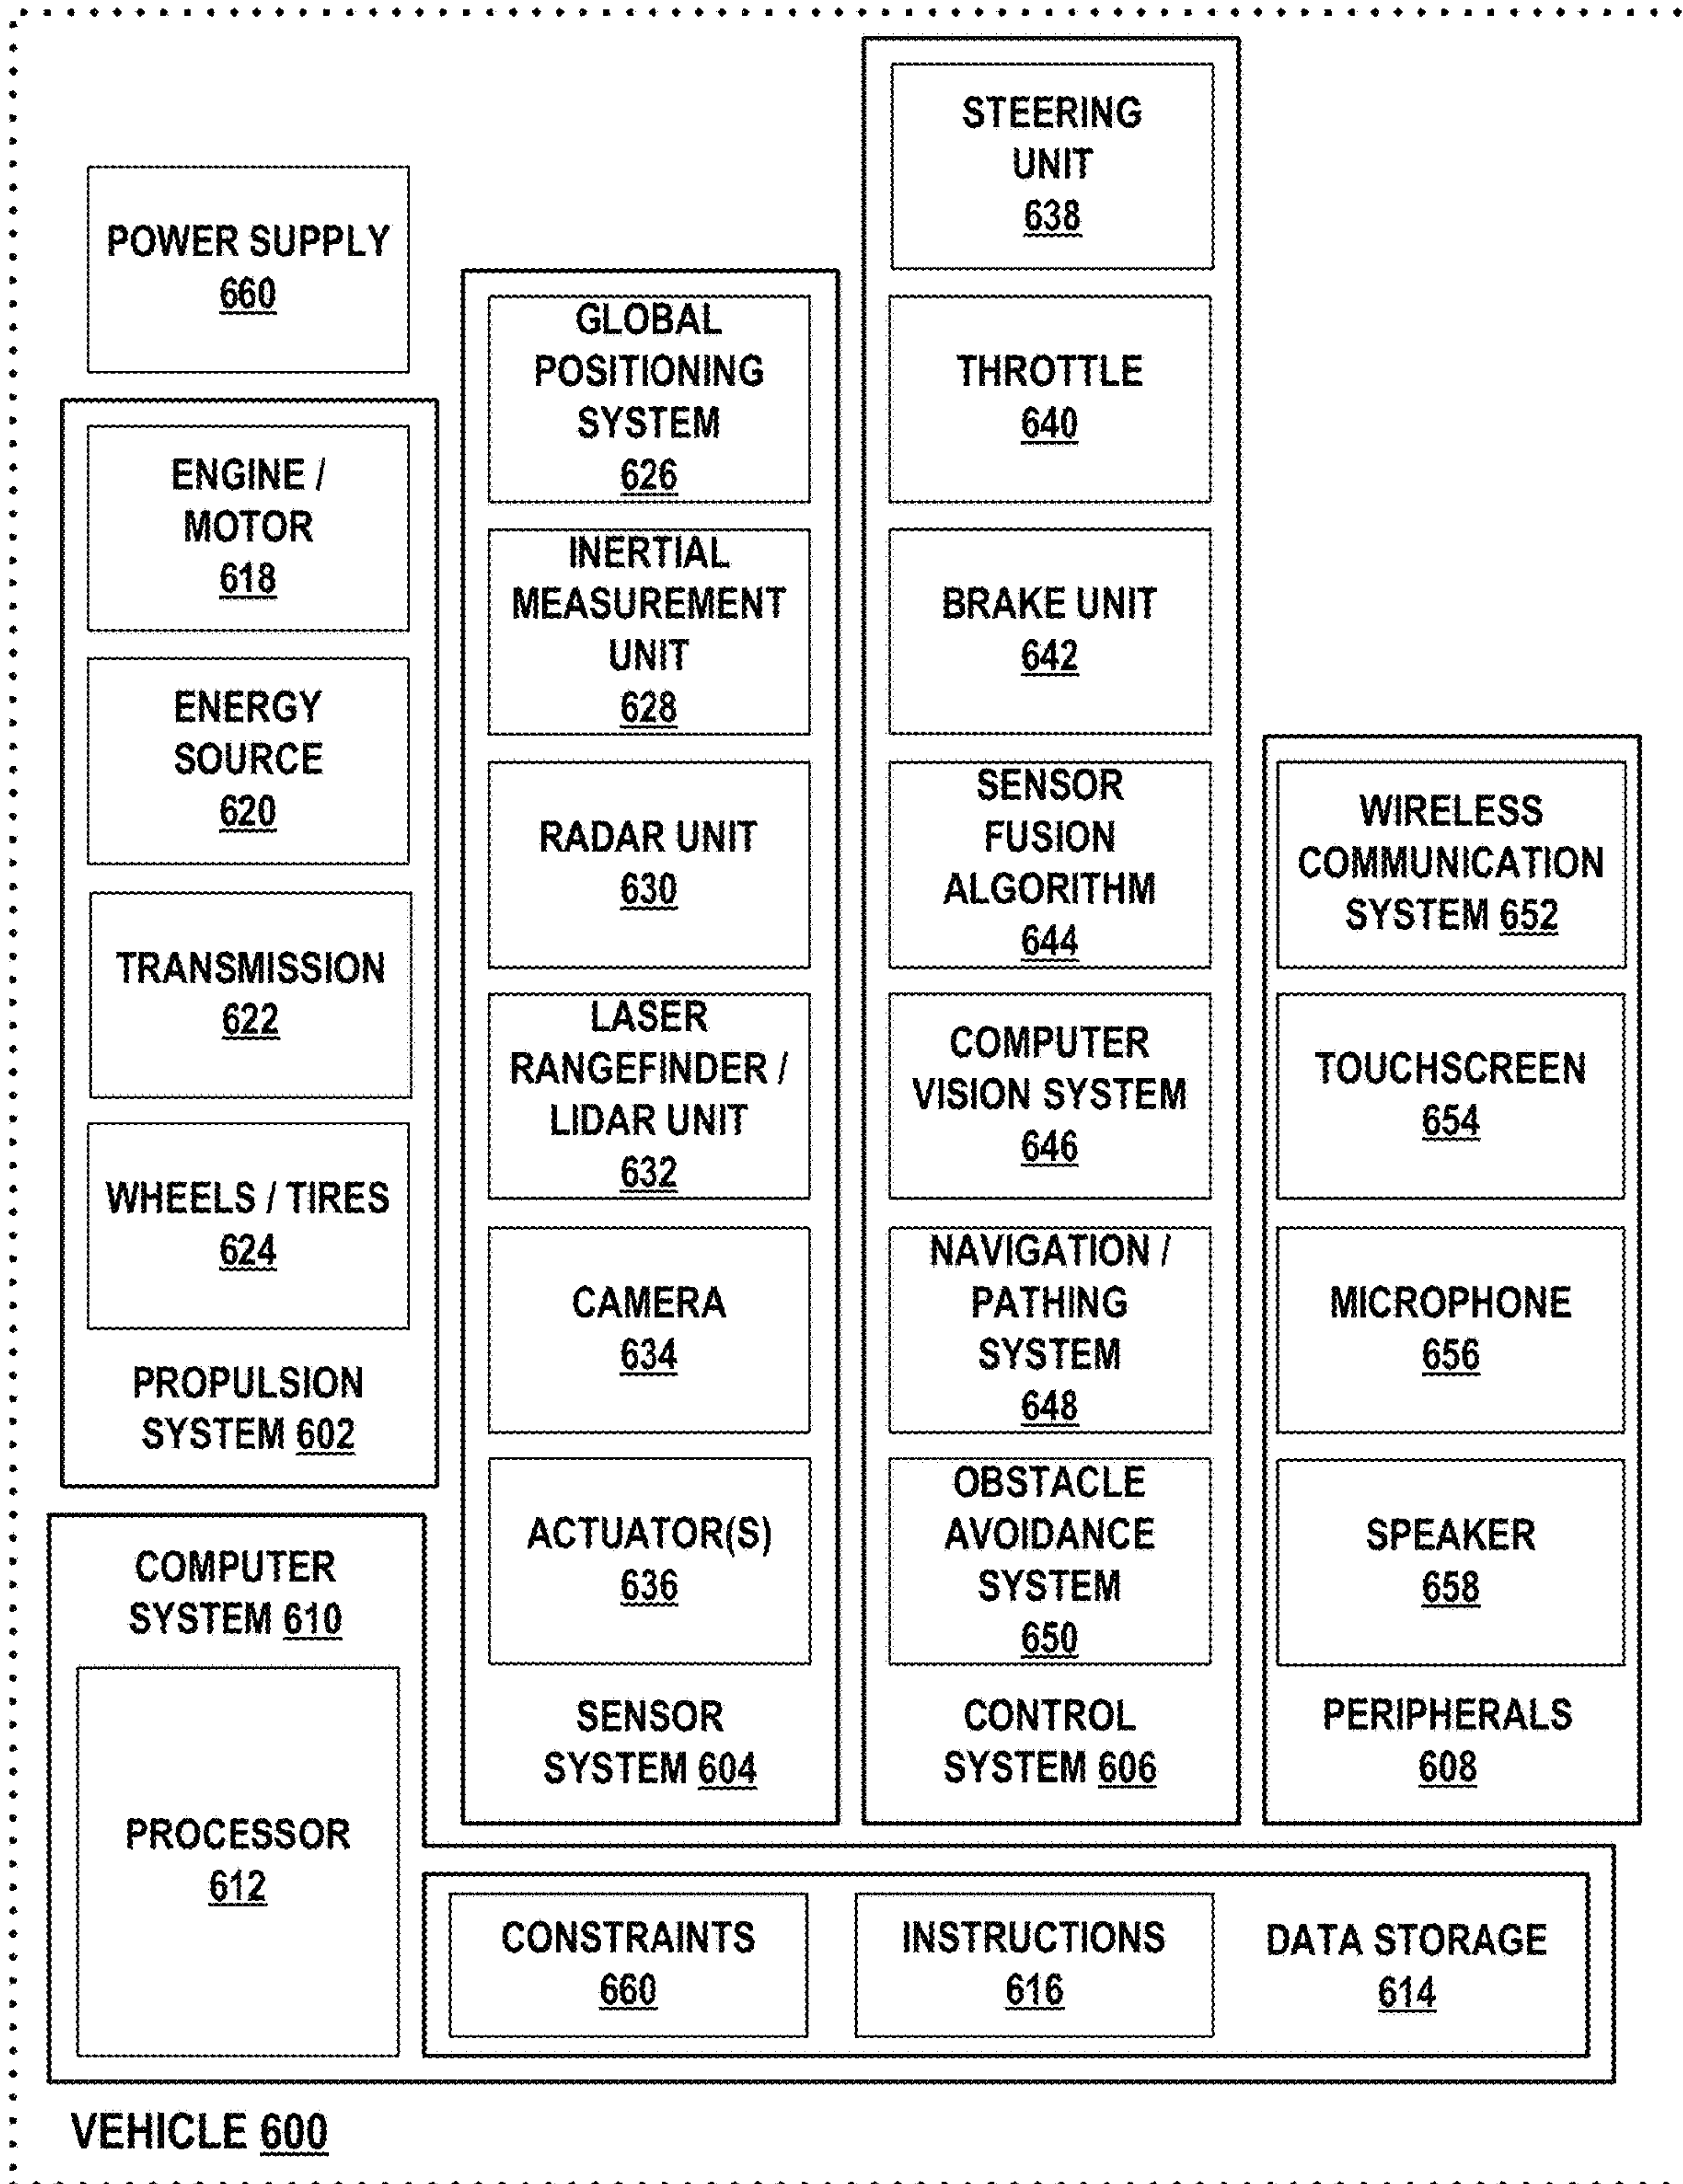 POWER SUPPLY
660
ENGINE /
MOTOR
618
ENERGY
SOURCE
620
TRANSMISSION
622
WHEELS / TIRES
624
PROPULSION
SYSTEM 602
GLOBAL
POSITIONING
SYSTEM
626
INERTIAL
MEASUREMENT
UNIT
628
RADAR UNIT
630
LASER
RANGEFINDER /
LIDAR UNIT
632
CAMERA
634
ACTUATOR(S)
636
SENSOR
SYSTEM 604
STEERING
UNIT
638
THROTTLE
640
BRAKE UNIT
642
SENSOR
FUSION
ALGORITHM
644
COMPUTER
VISION SYSTEM
646
NAVIGATION /
PATHING
SYSTEM
648
OBSTACLE
AVOIDANCE
SYSTEM
650
CONTROL
SYSTEM 606
WIRELESS
COMMUNICATION
SYSTEM 652
TOUCHSCREEN
654
MICROPHONE
656
SPEAKER
658
PERIPHERALS
608
COMPUTER
SYSTEM 610
PROCESSOR
612
CONSTRAINTS
660
INSTRUCTIONS
616
DATA STORAGE
614
VEHICLE 600